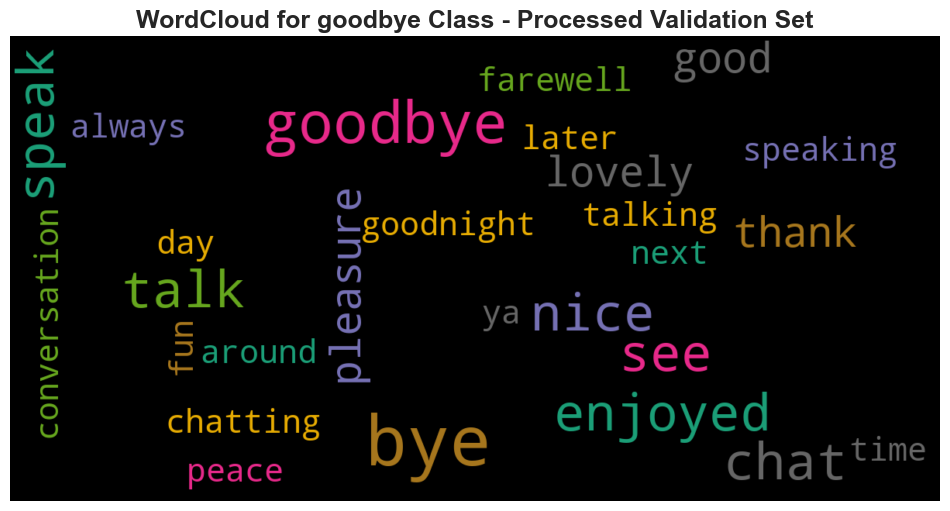 WordCloud for goodbye Class - Processed Validation Set
good
farewell
speak
always
goodbye
later
speaking
lovely
pleasure
goodnight
talking
thank
conversation
day
next
talk
ya
nice
fun
around
see
chatting
enjoyed
bye
peace
chat
time